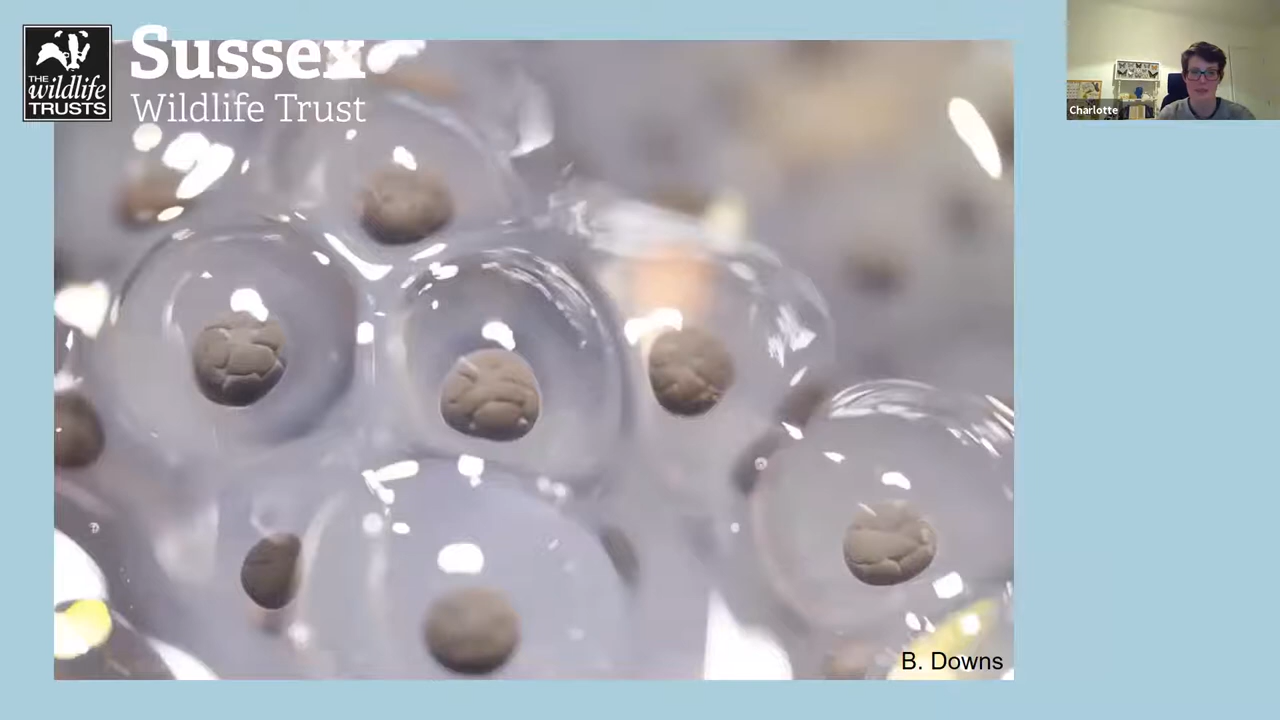 THE
wildlife
TRUSTS
Sussex
Wildlife Trust
Charlotte
B. Downs